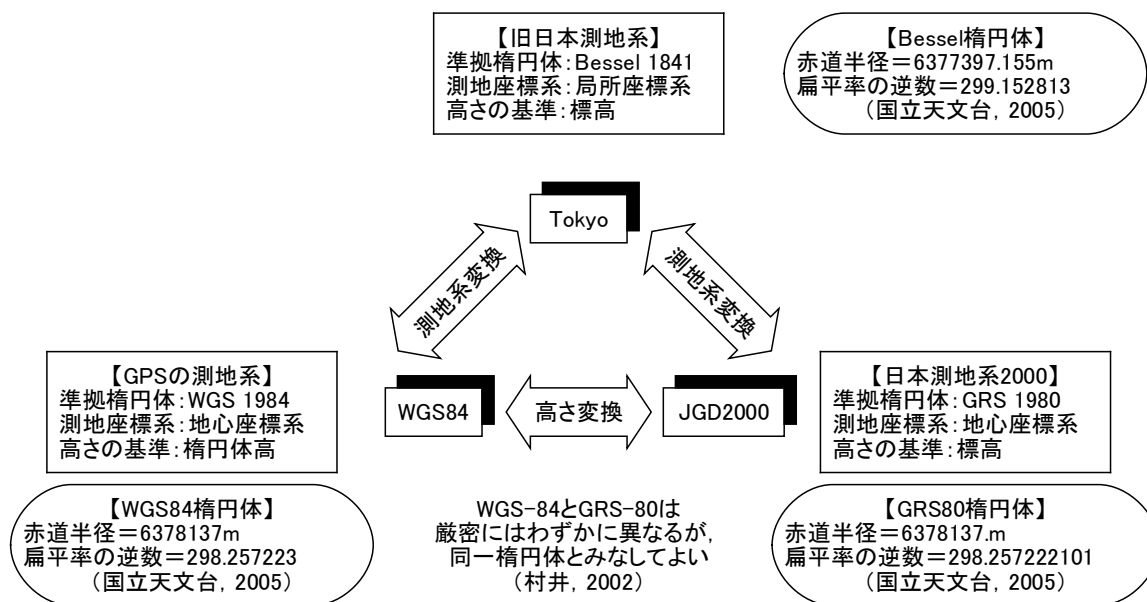 【旧日本測地系】
準拠楕円体：Bessel 1841
測地座標系：局所座標系
高さの基準：標高
【Bessel楕円体】
赤道半径＝6377397.155m
扁平率の逆数＝299.152813
（国立天文台，2005）
Tokyo
測地系変換
測地系変換
【GPSの測地系】
準拠楕円体：WGS 1984
測地座標系：地心座標系
高さの基準：楕円体高
WGS84
高さ変換
JGD2000
【日本測地系2000】
準拠楕円体：GRS 1980
測地座標系：地心座標系
高さの基準：標高
【WGS84楕円体】
赤道半径＝6378137m
扁平率の逆数＝298.257223
（国立天文台，2005）
WGS-84とGRS-80は
厳密にはわずかに異なるが，
同一楕円体とみなしてよい
（村井，2002）
【GRS80楕円体】
赤道半径＝6378137.m
扁平率の逆数＝298.257222101
（国立天文台，2005）